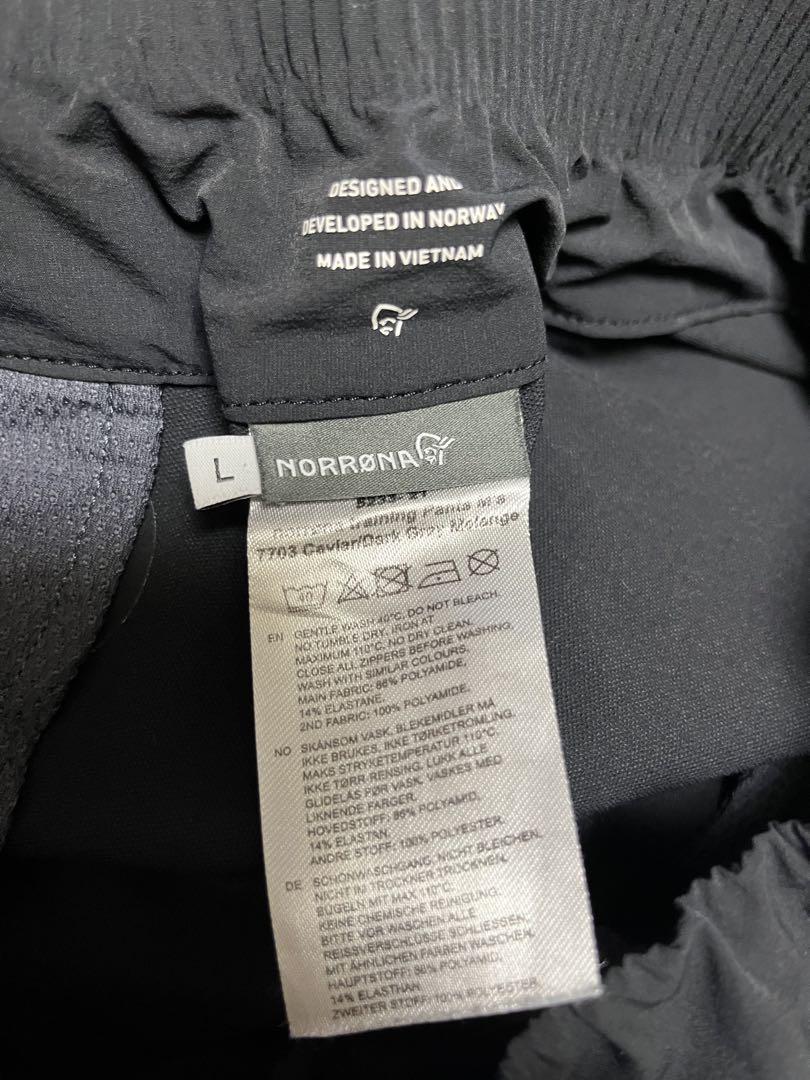 DESIGNED AND
DEVELOPED IN NORWAY
MADE IN VIETNAM
L
NORRØNA
Training Pants M's
7703 Caviar/Dark Grey Melange
40
EN GENTLE WASH 40°C. DO NOT BLEACH.
NO TUMBLE DRY. IRON AT
MAXIMUM 110°C. NO DRY CLEAN.
CLOSE ALL ZIPPERS BEFORE WASHING,
WASH WITH SIMILAR COLOURS.
MAIN FABRIC: 86% POLYAMIDE,
14% ELASTANE.
2ND FABRIC: 100% POLYAMIDE.
NO SKÅNSOM VASK. BLEKEMIDLER MÅ
IKKE BRUKES. IKKE TØRKETROMLING.
MAKS STRYKETEMPERATUR 110°C.
IKKE TØRR RENSING. LUKK ALLE
GLIDELÅS FØR VASK. VASKES MED
LIKNENDE FARGER.
HOVEDSTOFF: 86% POLYAMID,
14% ELASTAN.
ANDRE STOFF: 100% POLYESTER.
DE SCHONWASCHGANG. NICHT BLEICHEN.
NICHT IM TROCKNER TROCKNEN.
BÜGELN MIT MAX 110°C.
KEINE CHEMISCHE REINIGUNG.
BITTE VOR WASCHEN ALLE
REISSVERSCHLÜSSE SCHLIESSEN.
MIT ÄHNLICHEN FARBEN WASCHEN.
HAUPTSTOFF: 86% POLYAMID,
14% ELASTHAN.
ZWEITER STOFF: 100% POLYESTER